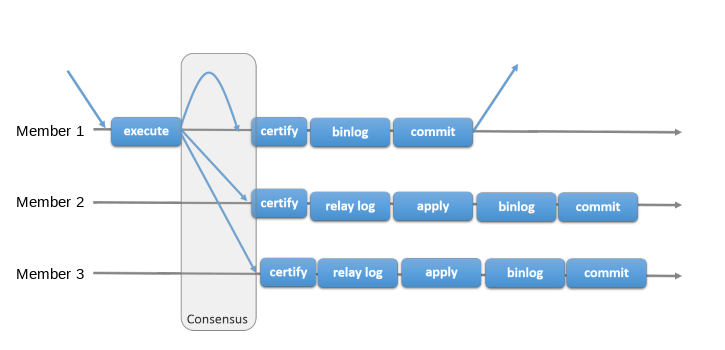 Member 1
execute
certify
binlog
commit
Member 2
certify
relay log
apply
binlog
commit
Member 3
certify
relay log
apply
binlog
commit
Consensus